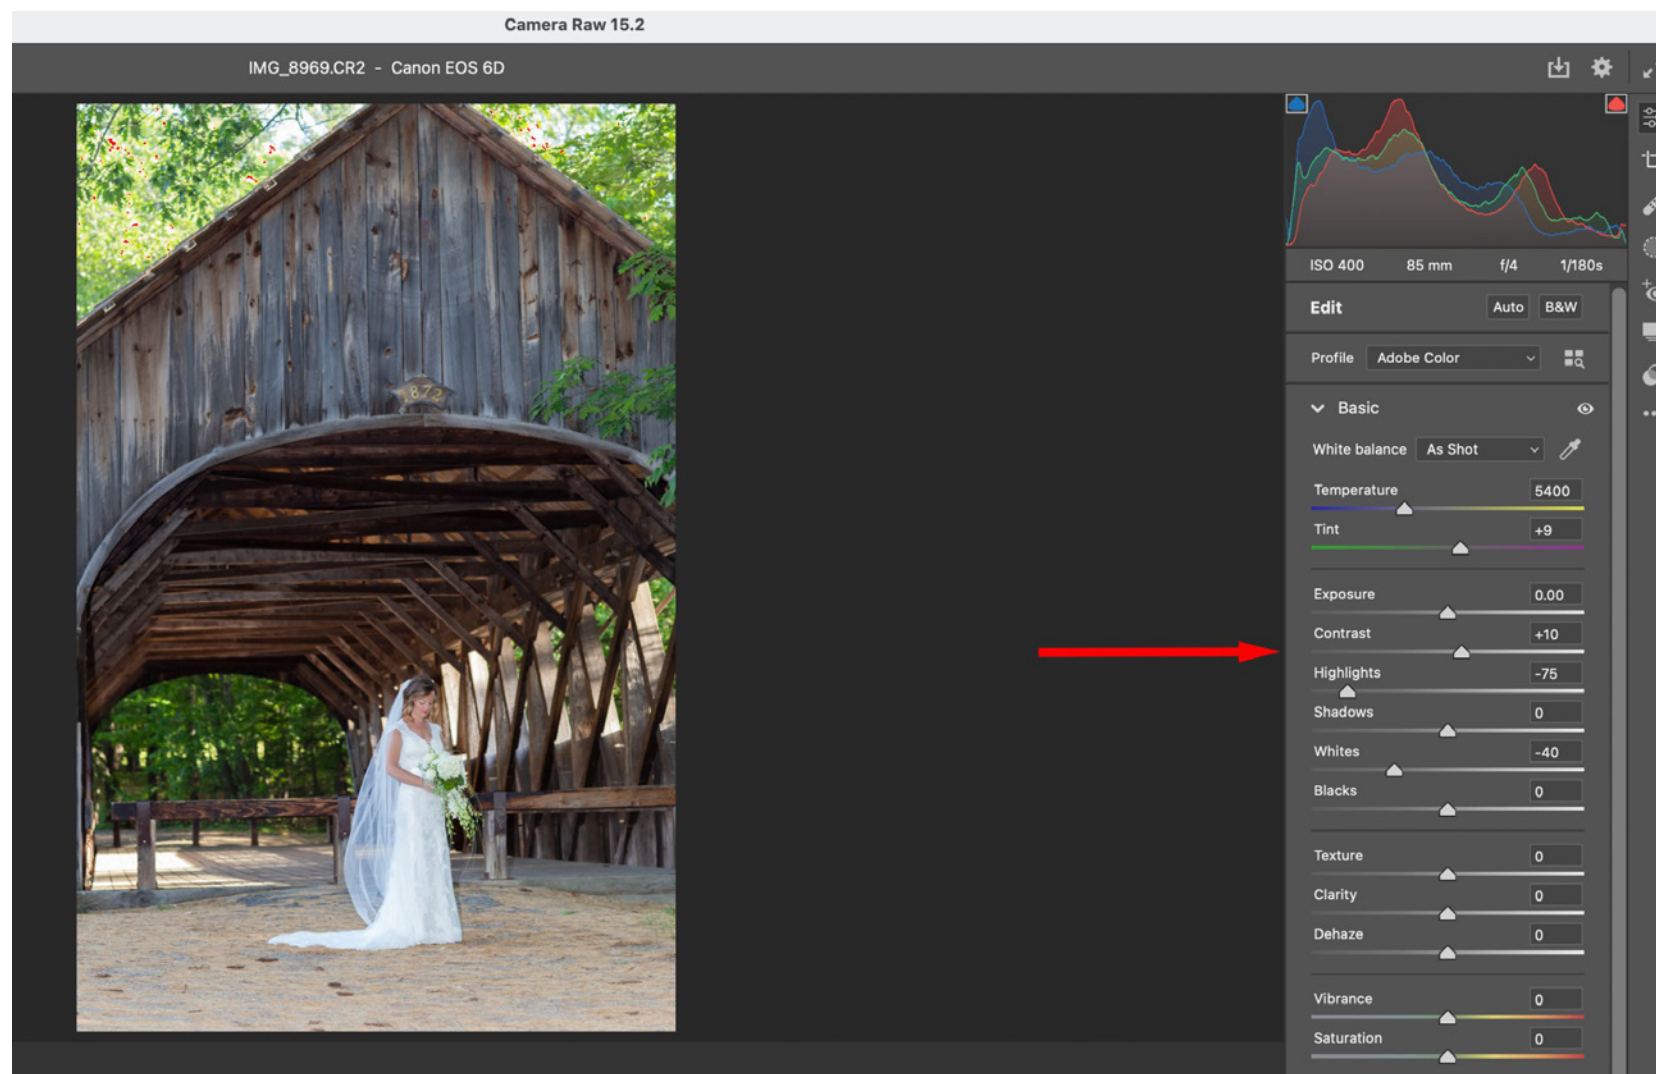 Camera Raw 15.2
IMG_8969.CR2 - Canon EOS 6D
ISO 400 85 mm f/4 1/180s
Edit Auto B&W
Profile Adobe Color
Basic
White balance As Shot
Temperature 5400
Tint +9
Exposure 0.00
Contrast +10
Highlights -75
Shadows 0
Whites -40
Blacks 0
Texture 0
Clarity 0
Dehaze 0
Vibrance 0
Saturation 0
1872